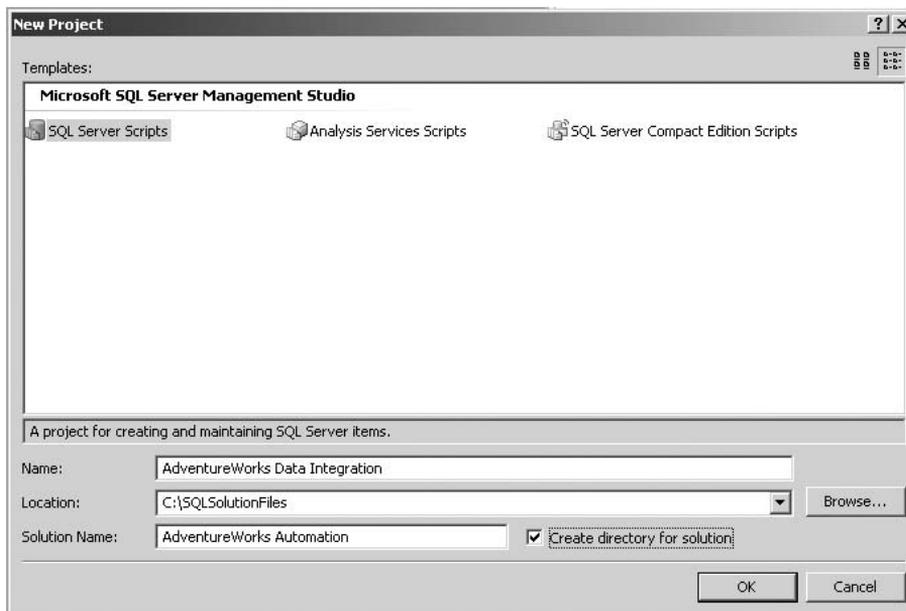 New Project
Templates:
Microsoft SQL Server Management Studio
SQL Server Scripts
Analysis Services Scripts
SQL Server Compact Edition Scripts
A project for creating and maintaining SQL Server items.
Name:
AdventureWorks Data Integration
Location:
C:\SQLSolutionFiles
Browse...
Solution Name:
AdventureWorks Automation
Create directory for solution
OK
Cancel